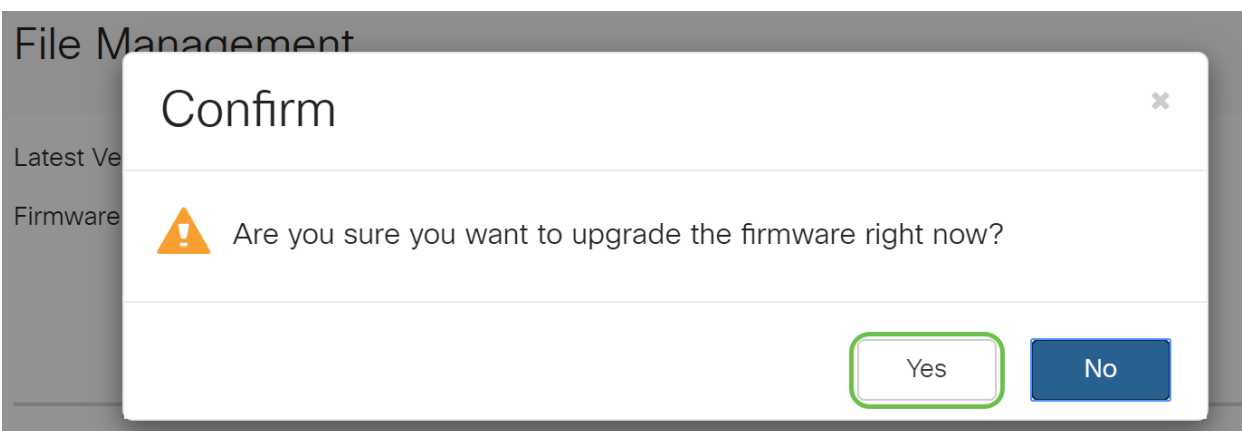 File Management
Confirm
Latest Ve
Firmware
Are you sure you want to upgrade the firmware right now?
Yes
No